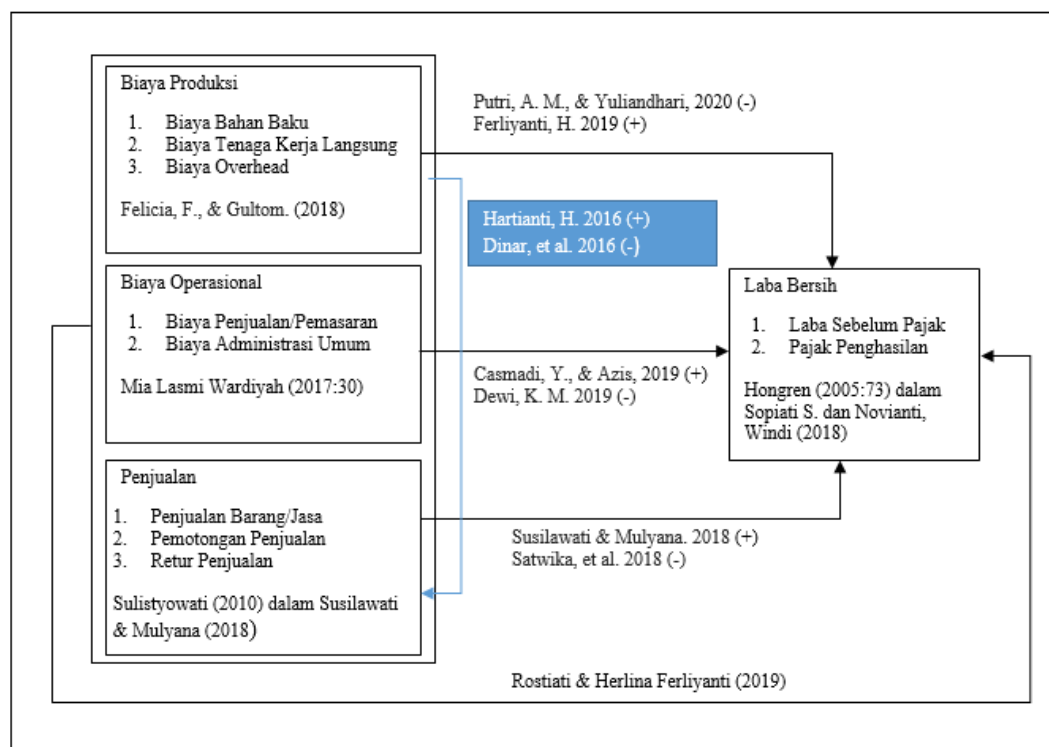 Biaya Produksi
1. Biaya Bahan Baku
2. Biaya Tenaga Kerja Langsung
3. Biaya Overhead
Felicia, F., & Gultom. (2018)
Putri, A. M., & Yuliandhari, 2020 (-)
Ferliyanti, H. 2019 (+)
Hartianti, H. 2016 (+)
Dinar, et al. 2016 (-)
Biaya Operasional
1. Biaya Penjualan/Pemasaran
2. Biaya Administrasi Umum
Mia Lasmi Wardiyah (2017:30)
Casmadi, Y., & Azis, 2019 (+)
Dewi, K. M. 2019 (-)
Laba Bersih
1. Laba Sebelum Pajak
2. Pajak Penghasilan
Hongren (2005:73) dalam
Sopiati S. dan Novianti,
Windi (2018)
Penjualan
1. Penjualan Barang/Jasa
2. Pemotongan Penjualan
3. Retur Penjualan
Sulistyowati (2010) dalam Susilawati
& Mulyana (2018)
Susilawati & Mulyana. 2018 (+)
Satwika, et al. 2018 (-)
Rostiati & Herlina Ferliyanti (2019)